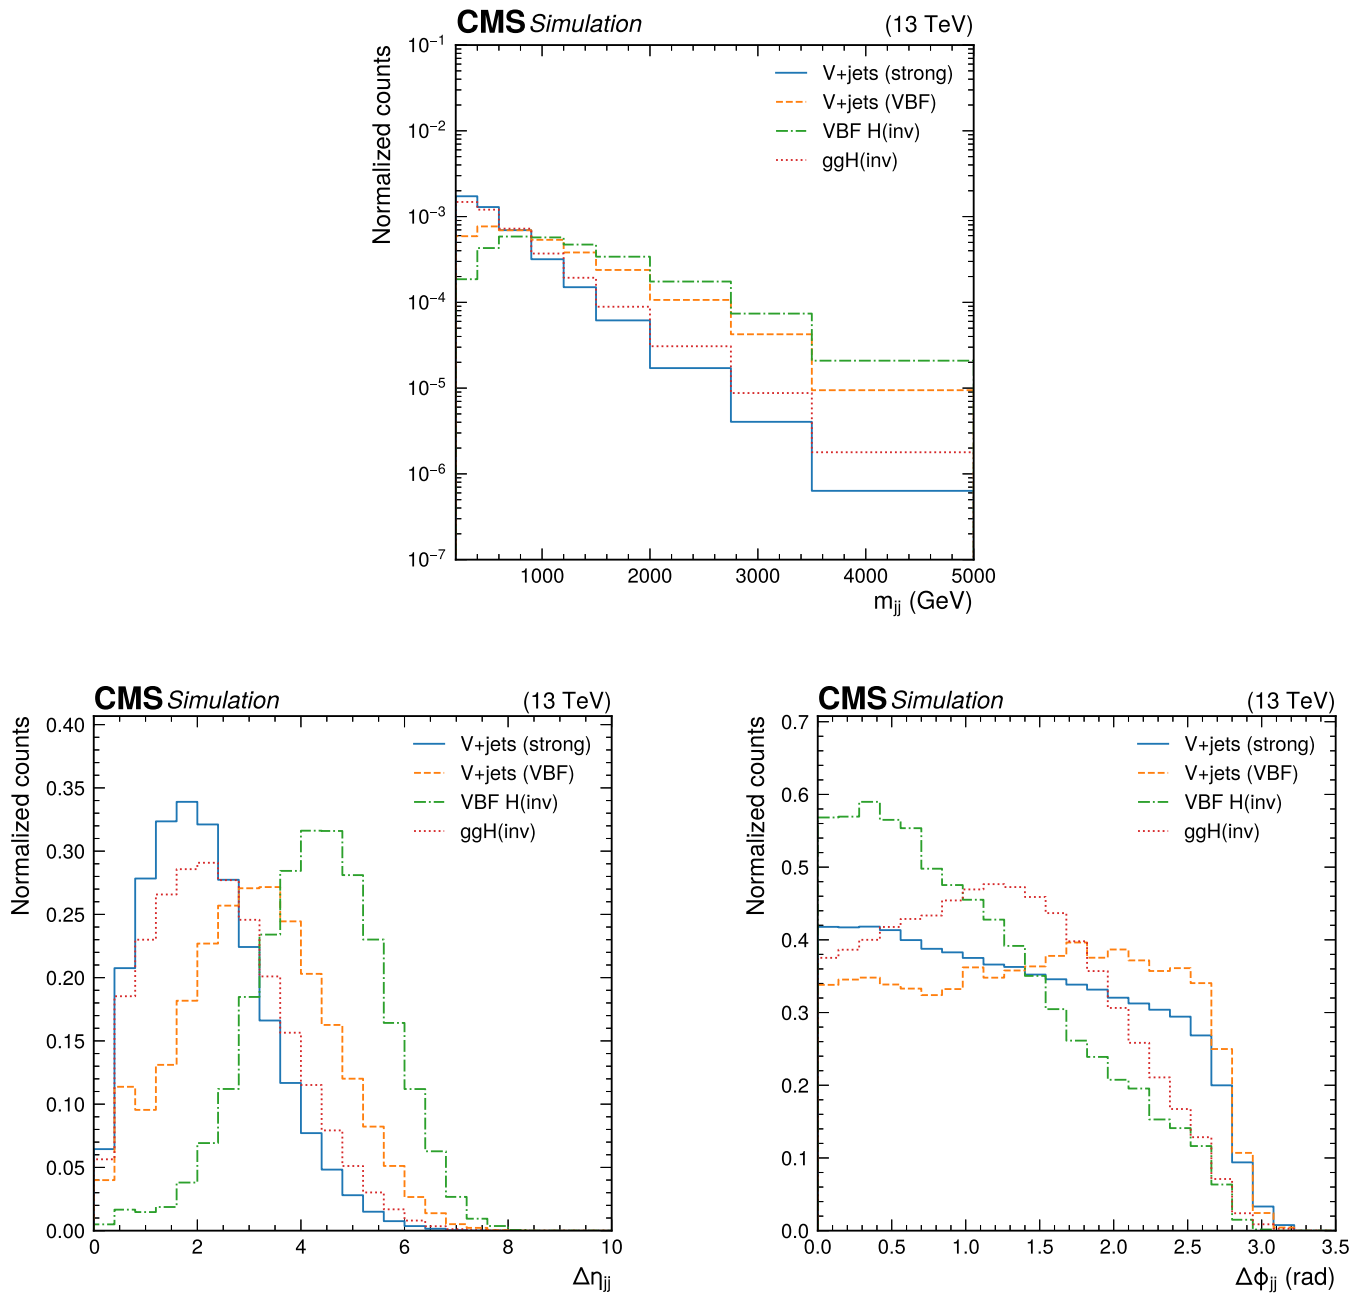 CMS Simulation (13 TeV)
Normalized counts
10⁻¹
10⁻²
10⁻³
10⁻⁴
10⁻⁵
10⁻⁶
10⁻⁷
V+jets (strong)
V+jets (VBF)
VBF H(inv)
ggH(inv)
1000 2000 3000 4000 5000
m_jj (GeV)
CMS Simulation (13 TeV)
Normalized counts
0.40
0.35
0.30
0.25
0.20
0.15
0.10
0.05
0.00
V+jets (strong)
V+jets (VBF)
VBF H(inv)
ggH(inv)
0 2 4 6 8 10
Δη_jj
CMS Simulation (13 TeV)
Normalized counts
0.7
0.6
0.5
0.4
0.3
0.2
0.1
0.0
V+jets (strong)
V+jets (VBF)
VBF H(inv)
ggH(inv)
0.0 0.5 1.0 1.5 2.0 2.5 3.0 3.5
Δϕ_jj (rad)